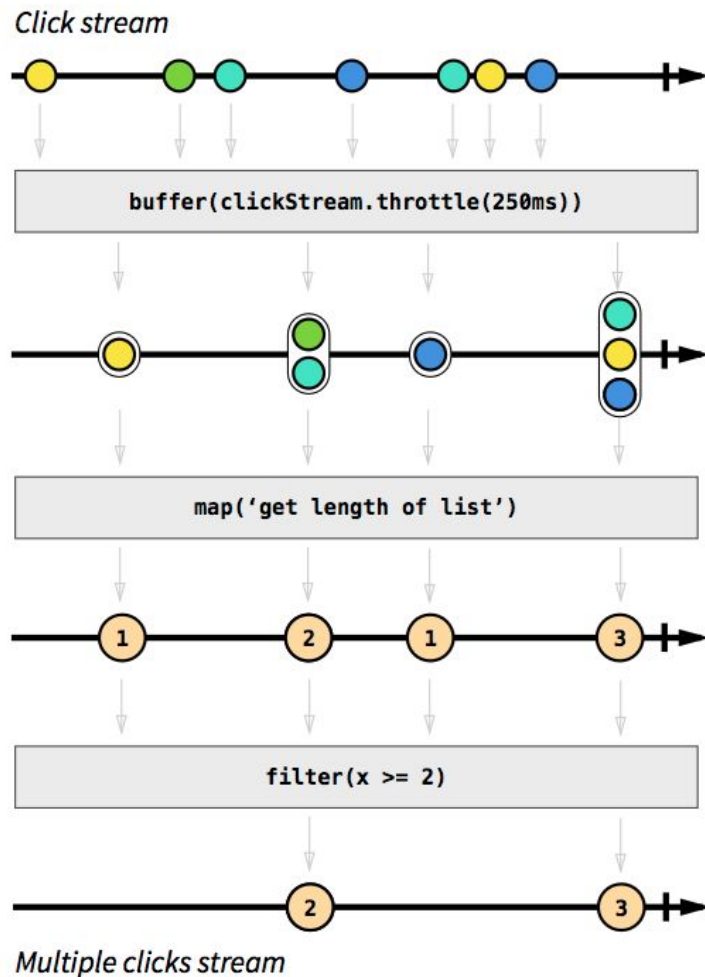 Click stream
buffer(clickStream.throttle(250ms))
map(‘get length of list’)
1 2 1 3
filter(x >= 2)
2 3
Multiple clicks stream